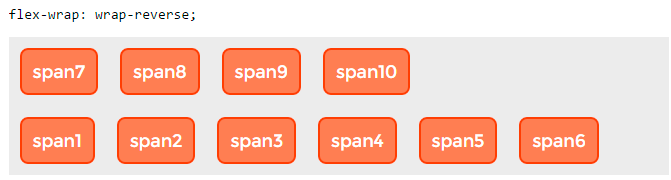 flex-wrap: wrap-reverse;
span7 span8 span9 span10
span1 span2 span3 span4 span5 span6